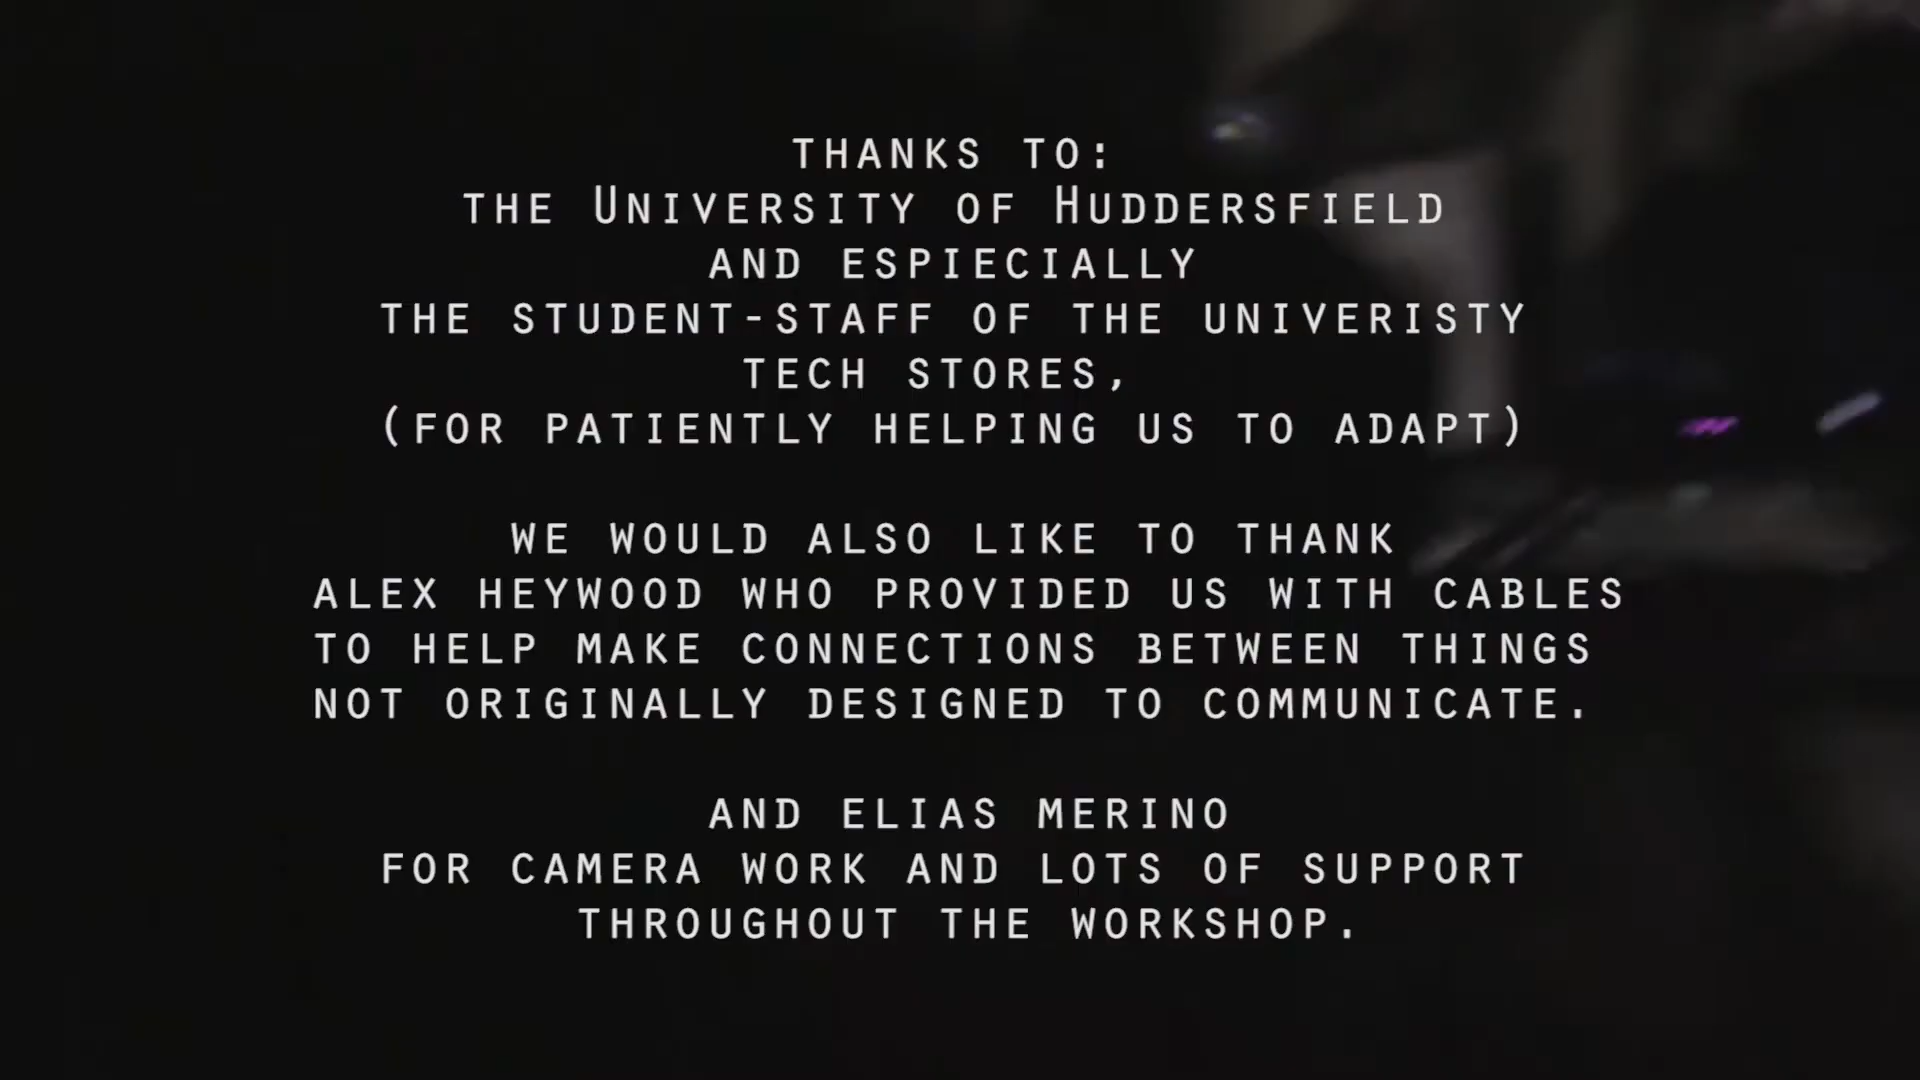 THANKS TO:
THE UNIVERSITY OF HUDDERSFIELD
AND ESPIECIALLY
THE STUDENT-STAFF OF THE UNIVERISTY
TECH STORES,
(FOR PATIENTLY HELPING US TO ADAPT)
WE WOULD ALSO LIKE TO THANK
ALEX HEYWOOD WHO PROVIDED US WITH CABLES
TO HELP MAKE CONNECTIONS BETWEEN THINGS
NOT ORIGINALLY DESIGNED TO COMMUNICATE.
AND ELIAS MERINO
FOR CAMERA WORK AND LOTS OF SUPPORT
THROUGHOUT THE WORKSHOP.